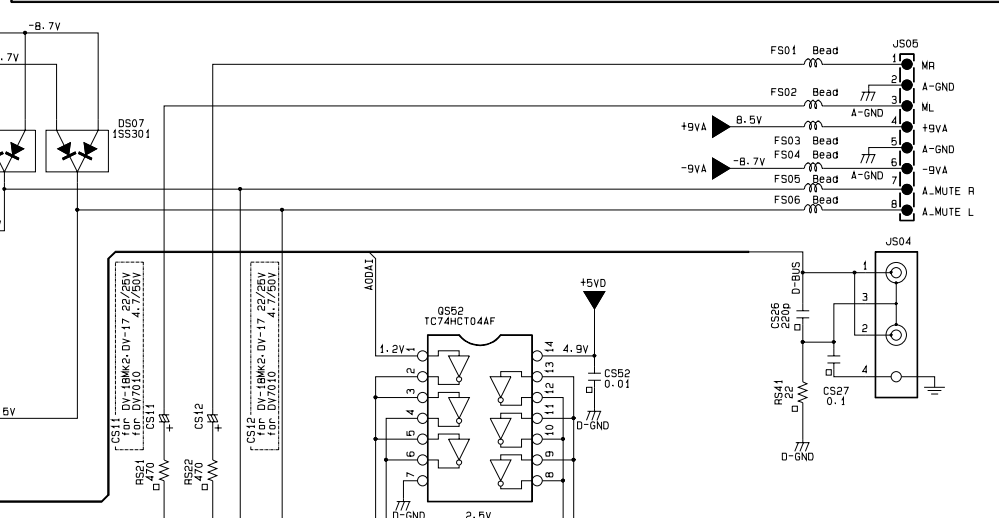 -8.7V
.7V
DS07
1SS301
5V
FS01 Bead
FS02 Bead
+9VA
8.5V
FS03 Bead
FS04 Bead
-9VA
-8.7V
FS05 Bead
FS06 Bead
A-GND
A-GND
JS05
1 MR
2 A-GND
3 ML
4 +9VA
5 A-GND
6 -9VA
7 A_MUTE R
8 A_MUTE L
JS04
1
3
2
4
D-BUS
CS26
220p
RS41
22
CS27
0.1
D-GND
AODAI
QS52
TC74HCT04AF
+5VD
1.2V
4.9V
CS52
0.01
D-GND
1
2
3
4
5
6
7
14
13
12
11
10
9
8
D-GND
2.5V
CS11
for DV-18MK2.DV-17 22/25V
for DV7010 4.7/50V
CS11
+
CS12
+
CS12
for DV-18MK2.DV-17 22/25V
for DV7010 4.7/50V
RS21
470
RS22
470